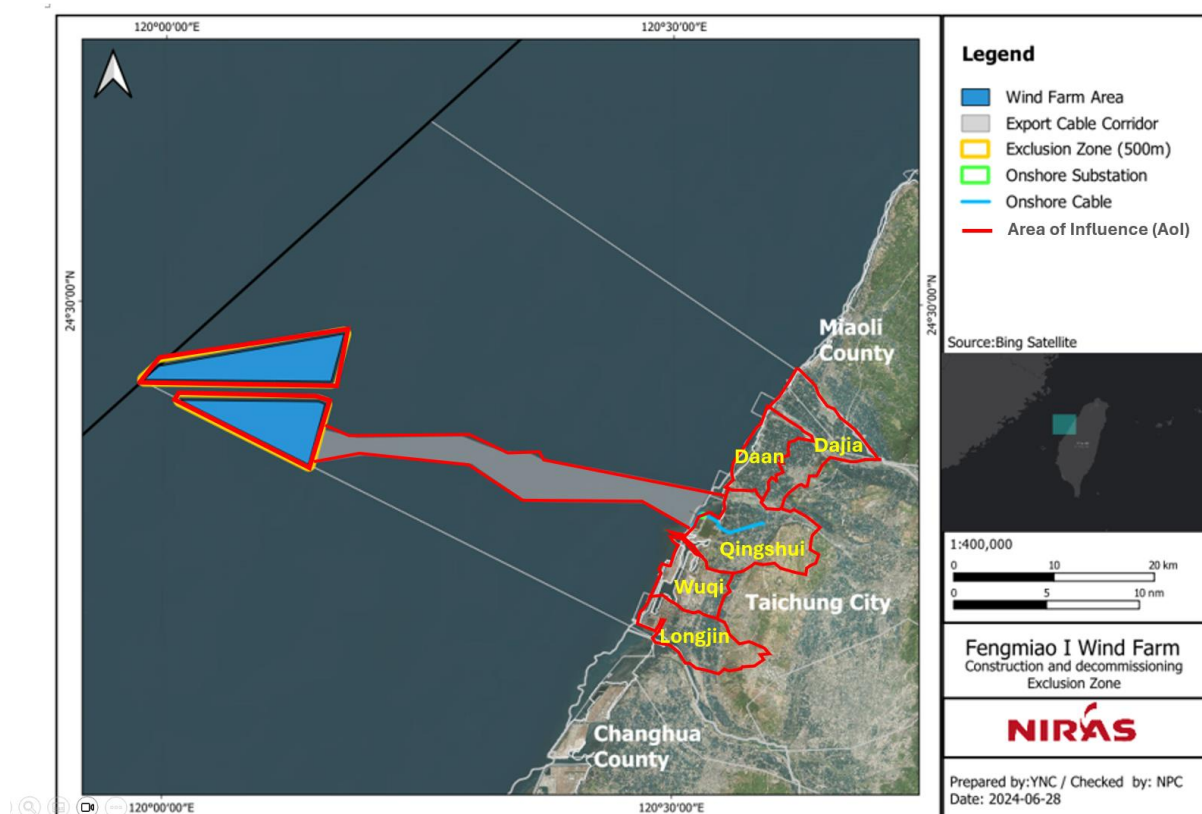 120°00'00"E
120°30'00"E
24°30'00"N
24°30'00"N
Miaoli
County
Dajia
Daan
Qingshui
Wuqi
Taichung City
Longjin
Changhua
County
120°00'00"E
120°30'00"E
Legend
Wind Farm Area
Export Cable Corridor
Exclusion Zone (500m)
Onshore Substation
Onshore Cable
Area of Influence (AoI)
Source:Bing Satellite
1:400,000
0 10 20 km
0 5 10 nm
Fengmiao I Wind Farm
Construction and decommissioning
Exclusion Zone
NIRAS
Prepared by:YNC / Checked by: NPC
Date: 2024-06-28